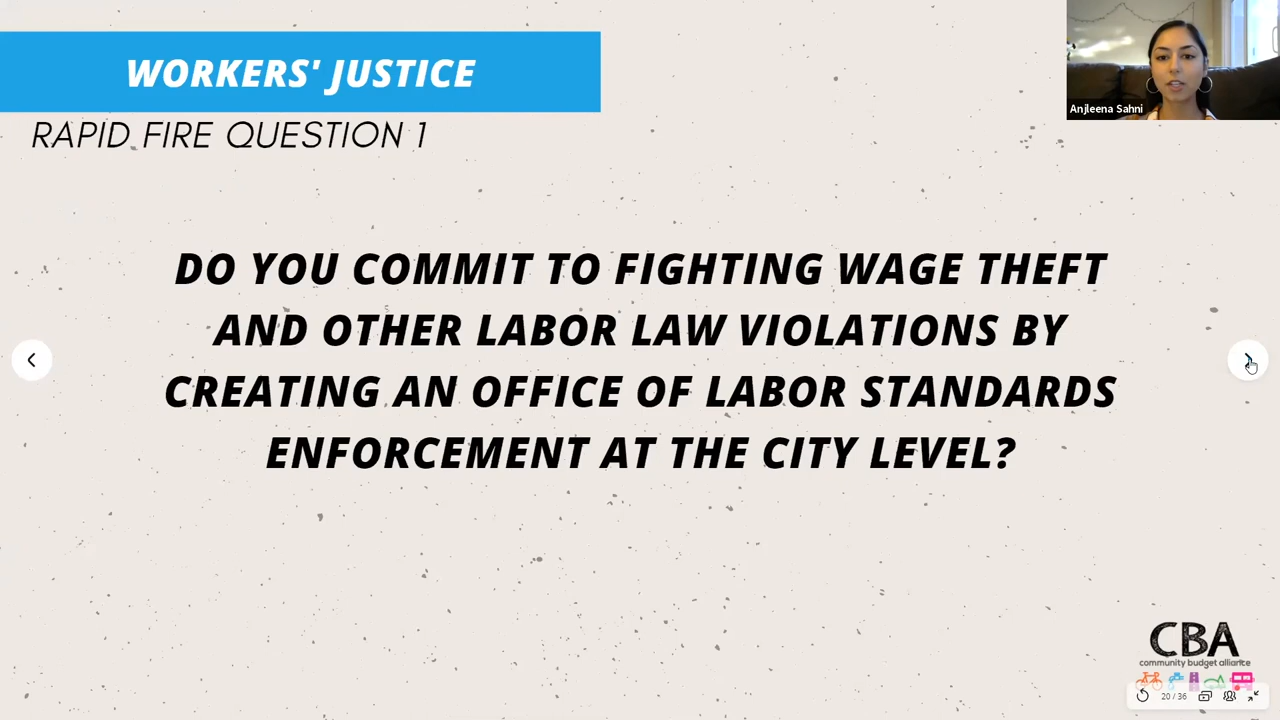 WORKERS' JUSTICE
RAPID FIRE QUESTION 1
Anjleena Sahni
DO YOU COMMIT TO FIGHTING WAGE THEFT
AND OTHER LABOR LAW VIOLATIONS BY
CREATING AN OFFICE OF LABOR STANDARDS
ENFORCEMENT AT THE CITY LEVEL?
CBA
community budget alliance
20 / 36